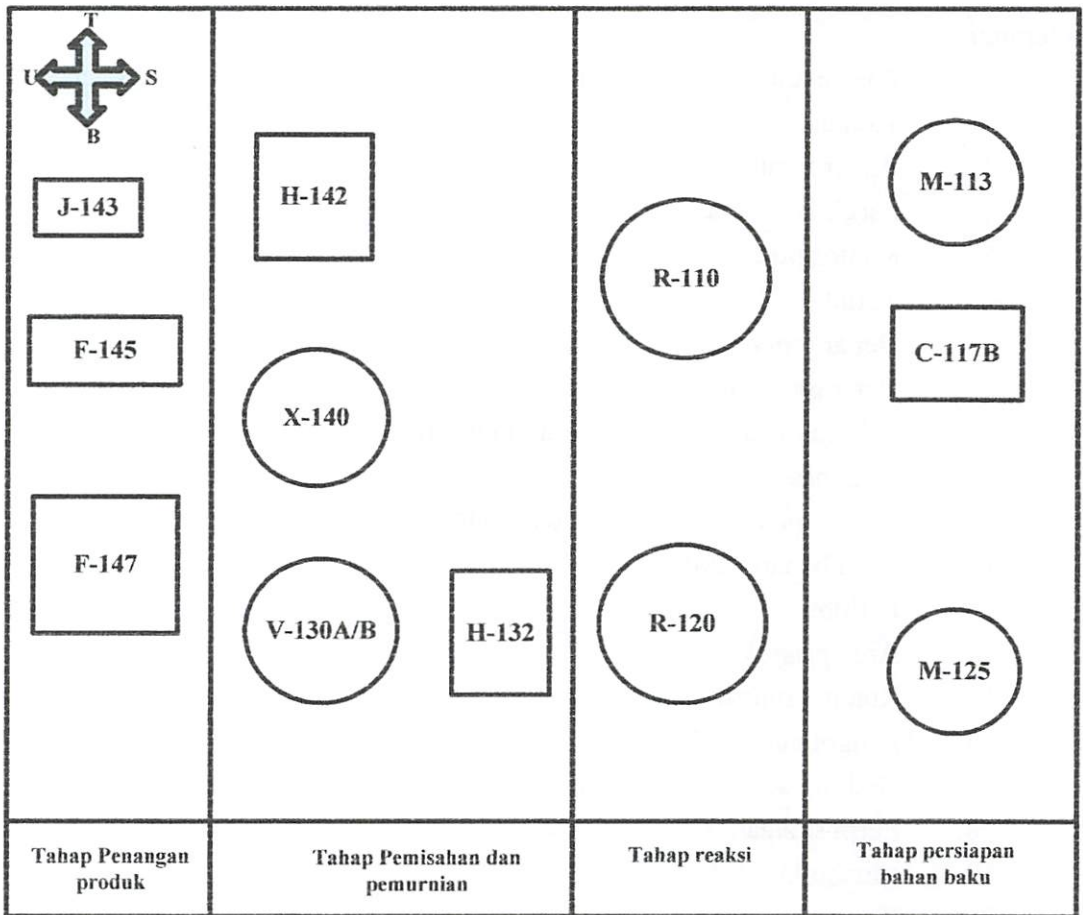 T
U S
B
J-143
F-145
F-147
H-142
X-140
V-130A/B
H-132
R-110
R-120
M-113
C-117B
M-125
Tahap Penangan
produk
Tahap Pemisahan dan
pemurnian
Tahap reaksi
Tahap persiapan
bahan baku